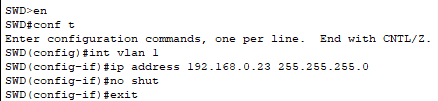 SWD>en
SWD#conf t
Enter configuration commands, one per line.  End with CNTL/Z.
SWD(config)#int vlan 1
SWD(config-if)#ip address 192.168.0.23 255.255.255.0
SWD(config-if)#no shut
SWD(config-if)#exit